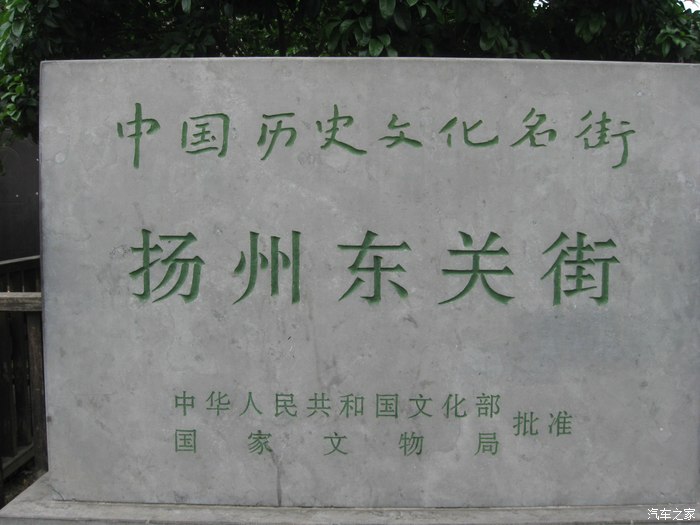 中国历史文化名街
扬州东关街
中华人民共和国文化部
国家文物局
批准
汽车之家